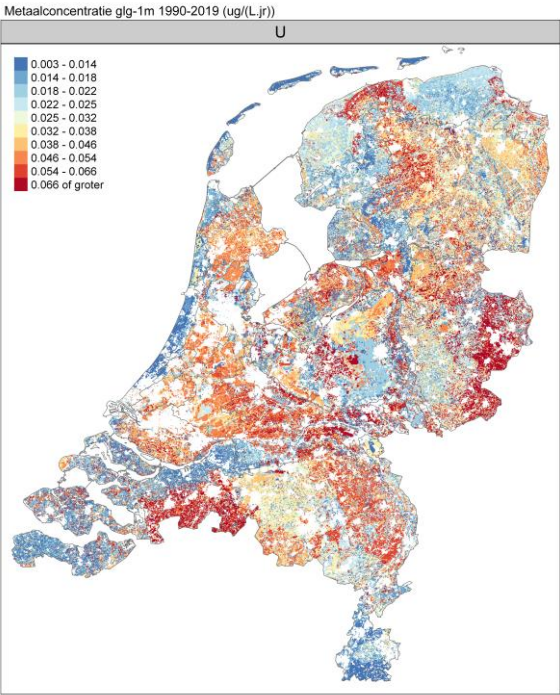 Metaalconcentratie glg-1m 1990-2019 (ug/(L.jr))
U
0.003 - 0.014
0.014 - 0.018
0.018 - 0.022
0.022 - 0.025
0.025 - 0.032
0.032 - 0.038
0.038 - 0.046
0.046 - 0.054
0.054 - 0.066
0.066 of groter